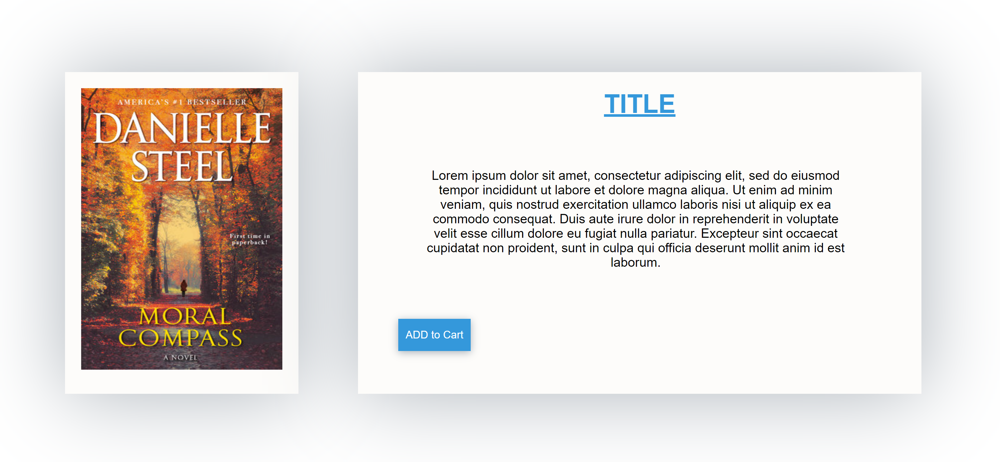 AMERICA'S #1 BESTSELLER
DANIELLE
STEEL
First time in
paperback!
MORAL
COMPASS
A NOVEL
TITLE
Lorem ipsum dolor sit amet, consectetur adipiscing elit, sed do eiusmod
tempor incididunt ut labore et dolore magna aliqua. Ut enim ad minim
veniam, quis nostrud exercitation ullamco laboris nisi ut aliquip ex ea
commodo consequat. Duis aute irure dolor in reprehenderit in voluptate
velit esse cillum dolore eu fugiat nulla pariatur. Excepteur sint occaecat
cupidatat non proident, sunt in culpa qui officia deserunt mollit anim id est
laborum.
ADD to Cart